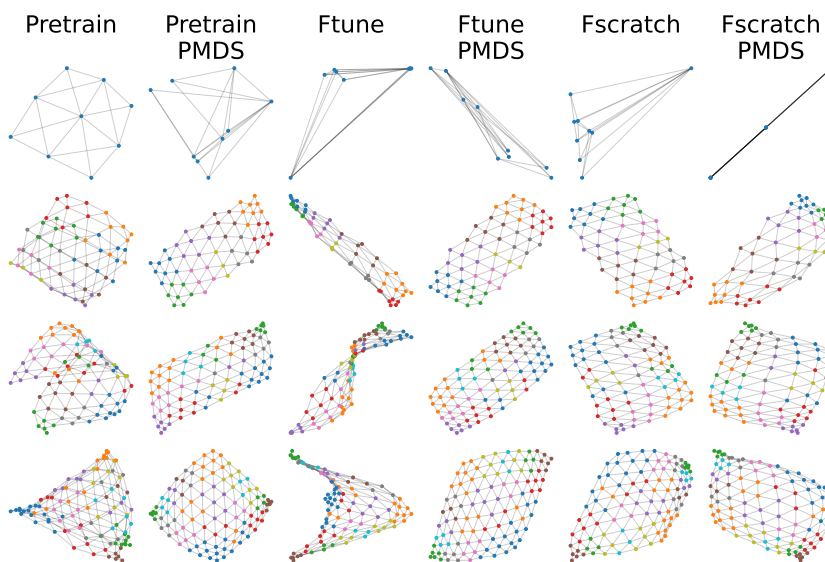 Pretrain
Pretrain
PMDS
Ftune
Ftune
PMDS
Fscratch
Fscratch
PMDS